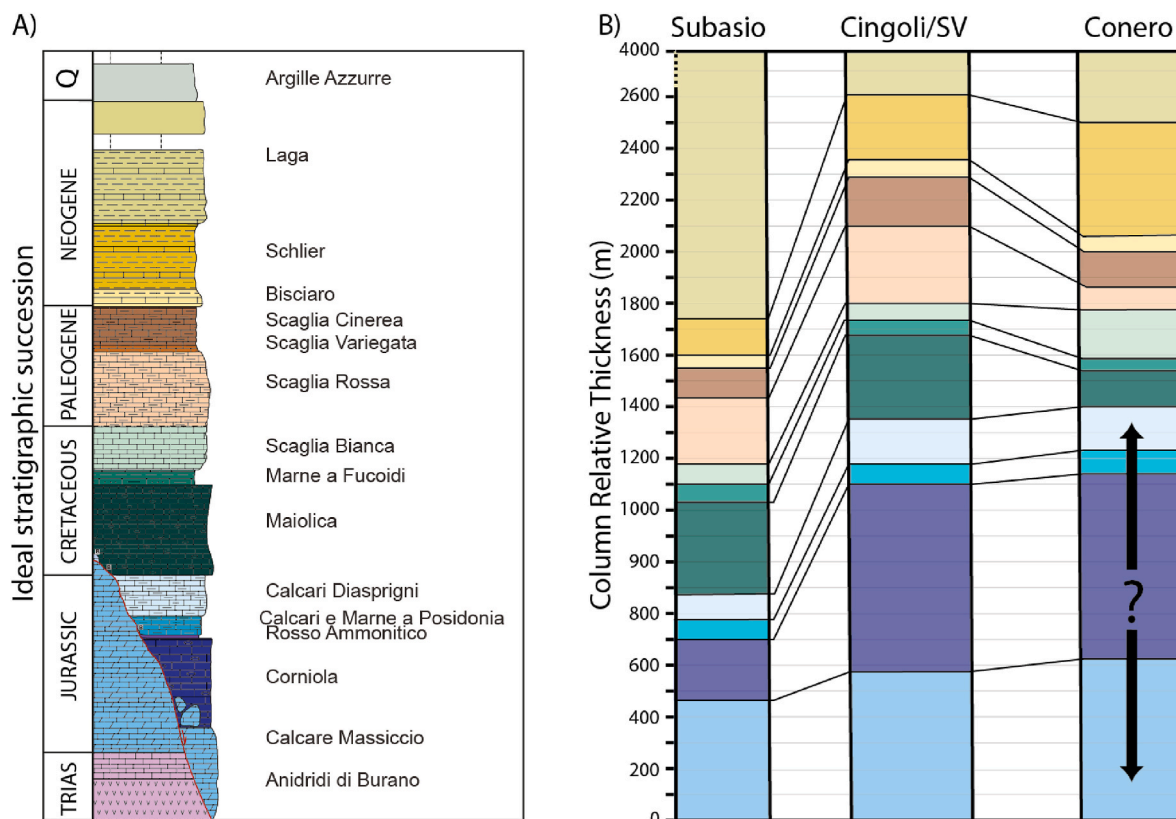 A)
Ideal stratigraphic succession
Q
NEOGENE
PALEOGENE
CRETACEOUS
JURASSIC
TRIAS
Argille Azzurre
Laga
Schlier
Bisciaro
Scaglia Cinerea
Scaglia Variegata
Scaglia Rossa
Scaglia Bianca
Marne a Fucoidi
Maiolica
Calcari Diasprigni
Calcari e Marne a Posidonia
Rosso Ammonitico
Corniola
Calcare Massiccio
Anidridi di Burano
B)
Subasio
Cingoli/SV
Conero
Column Relative Thickness (m)
4000
2600
2400
2200
2000
1800
1600
1400
1200
1000
900
800
600
400
200
0
?